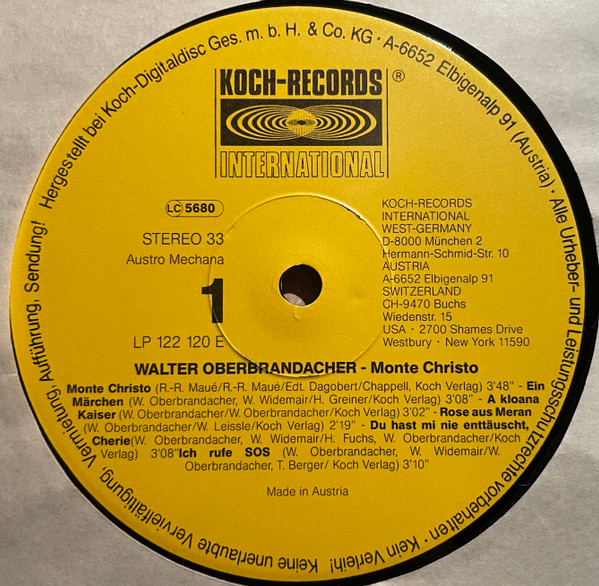 Hergestellt bei Koch-Digitaldisc Ges. m. b. H. & Co. KG · A-6652 Elbigenalp 91 (Austria) · Alle Urheber- und Leistungsschutzrechte vorbehalten · Kein Verleih! Keine unerlaubte Vervielfältigung, Vermietung Aufführung, Sendung!
KOCH-RECORDS ®
INTERNATIONAL
LC 5680
STEREO 33
Austro Mechana
1
LP 122 120 E
KOCH-RECORDS
INTERNATIONAL
WEST-GERMANY
D-8000 München 2
Hermann-Schmid-Str. 10
AUSTRIA
A-6652 Elbigenalp 91
SWITZERLAND
CH-9470 Buchs
Wiedenstr. 15
USA · 2700 Shames Drive
Westbury · New York 11590
WALTER OBERBRANDACHER - Monte Christo
Monte Christo (R.-R. Maué/R.-R. Maué/Edt. Dagobert/Chappell, Koch Verlag) 3'48" - Ein
Märchen (W. Oberbrandacher, W. Widemair/H. Greiner/Koch Verlag) 3'08" - A kloana
Kaiser (W. Oberbrandacher/W. Oberbrandacher/Koch Verlag) 3'02" - Rose aus Meran
(W. Oberbrandacher/W. Leissle/Koch Verlag) 2'19" - Du hast mi nie enttäuscht,
Cherie(W. Oberbrandacher, W. Widemair/H. Fuchs, W. Oberbrandacher/Koch
Verlag) 3'08"Ich rufe SOS (W. Oberbrandacher, W. Widemair/W.
Oberbrandacher, T. Berger/ Koch Verlag) 3'10"
Made in Austria